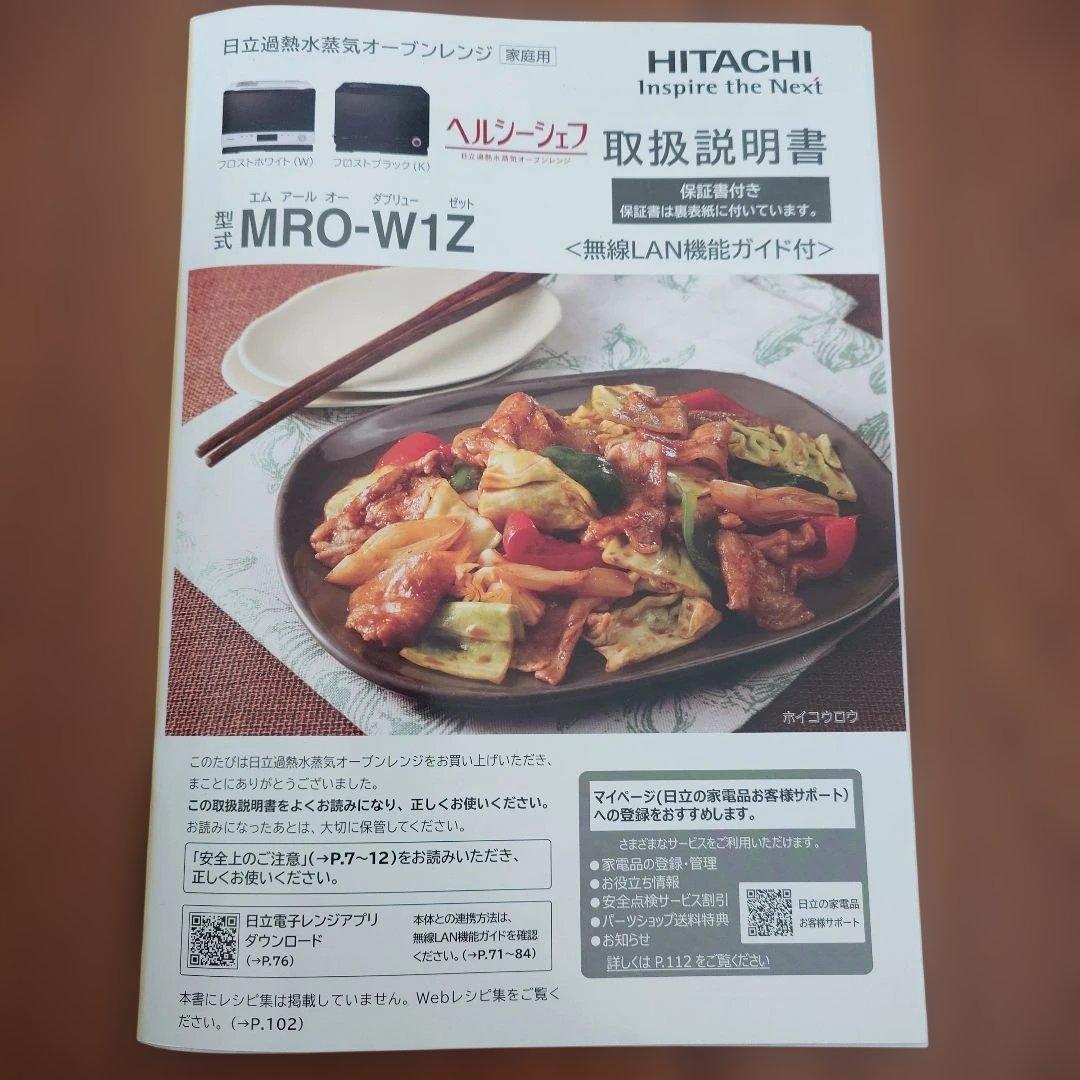 日立過熱水蒸気オーブンレンジ 家庭用
HITACHI
Inspire the Next
フロストホワイト(W) フロストブラック(K)
ヘルシーシェフ
日立過熱水蒸気オーブンレンジ
取扱説明書
保証書付き
保証書は裏表紙に付いています。
エム アール オー ダブリュー ゼット
型式 MRO-W1Z
<無線LAN機能ガイド付>
ホイコウロウ
このたびは日立過熱水蒸気オーブンレンジをお買い上げいただき、
まことにありがとうございました。
この取扱説明書をよくお読みになり、正しくお使いください。
お読みになったあとは、大切に保管してください。
「安全上のご注意」(→P.7~12)をお読みいただき、
正しくお使いください。
日立電子レンジアプリ
ダウンロード
(→P.76)
本体との連携方法は、
無線LAN機能ガイドを確認
ください。(→P.71~84)
本書にレシピ集は掲載していません。Webレシピ集をご覧く
ださい。(→P.102)
マイページ(日立の家電品お客様サポート)
への登録をおすすめします。
さまざまなサービスをご利用いただけます。
●家電品の登録・管理
●お役立ち情報
●安全点検サービス割引
●パーツショップ送料特典
●お知らせ
日立の家電品
お客様サポート
詳しくは P.112 をご覧ください